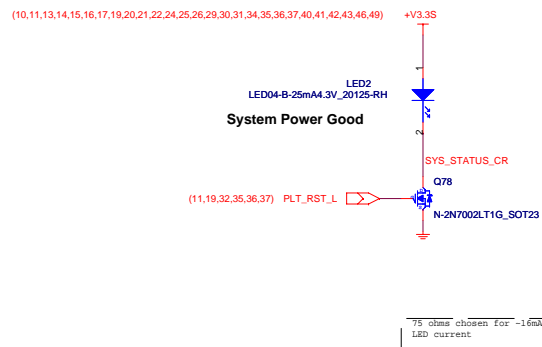 (10,11,13,14,15,16,17,19,20,21,22,24,25,26,29,30,31,34,35,36,37,40,41,42,43,46,49) +V3.3S
1
LED2
LED04-B-25mA4.3V_20125-RH
System Power Good
2
SYS_STATUS_CR
Q78
(11,19,32,35,36,37) PLT_RST_L
N-2N7002LT1G_SOT23
75 ohms chosen for ~16mA
LED current